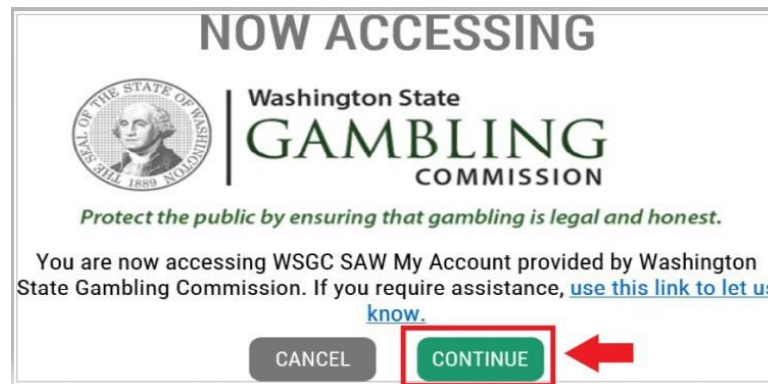 NOW ACCESSING
THE SEAL OF THE STATE OF WASHINGTON
1889
Washington State
GAMBLING
COMMISSION
Protect the public by ensuring that gambling is legal and honest.
You are now accessing WSGC SAW My Account provided by Washington
State Gambling Commission. If you require assistance, use this link to let us
know.
CANCEL
CONTINUE